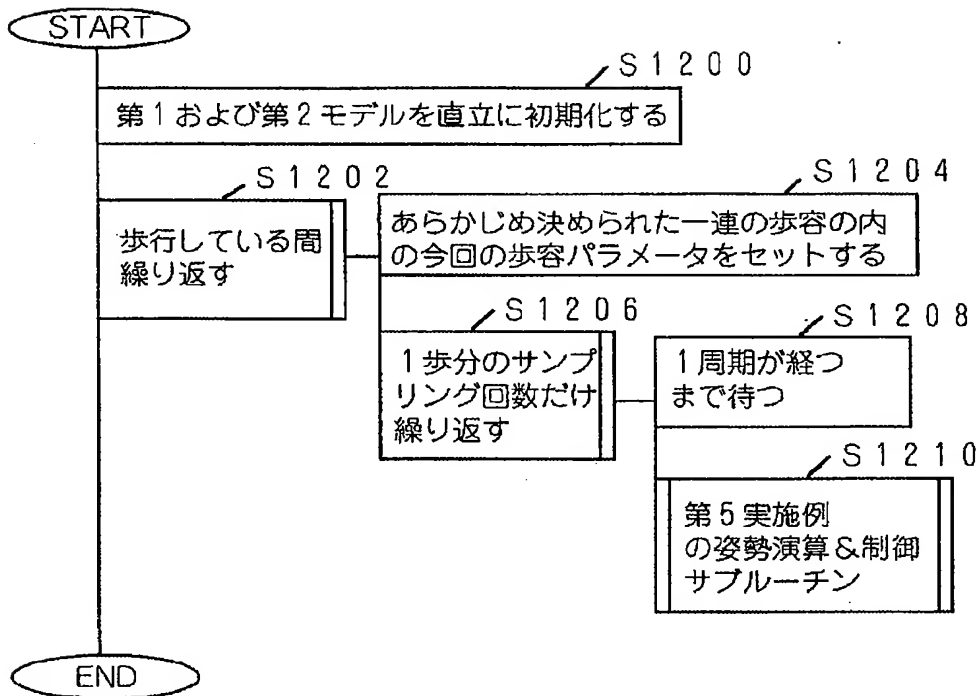 START
S1200
第1および第2モデルを直立に初期化する
S1202
歩行している間
繰り返す
S1204
あらかじめ決められた一連の歩容の内
の今回の歩容パラメータをセットする
S1206
1歩分のサンプ
リング回数だけ
繰り返す
S1208
1周期が経つ
まで待つ
S1210
第5実施例
の姿勢演算&制御
サブルーチン
END